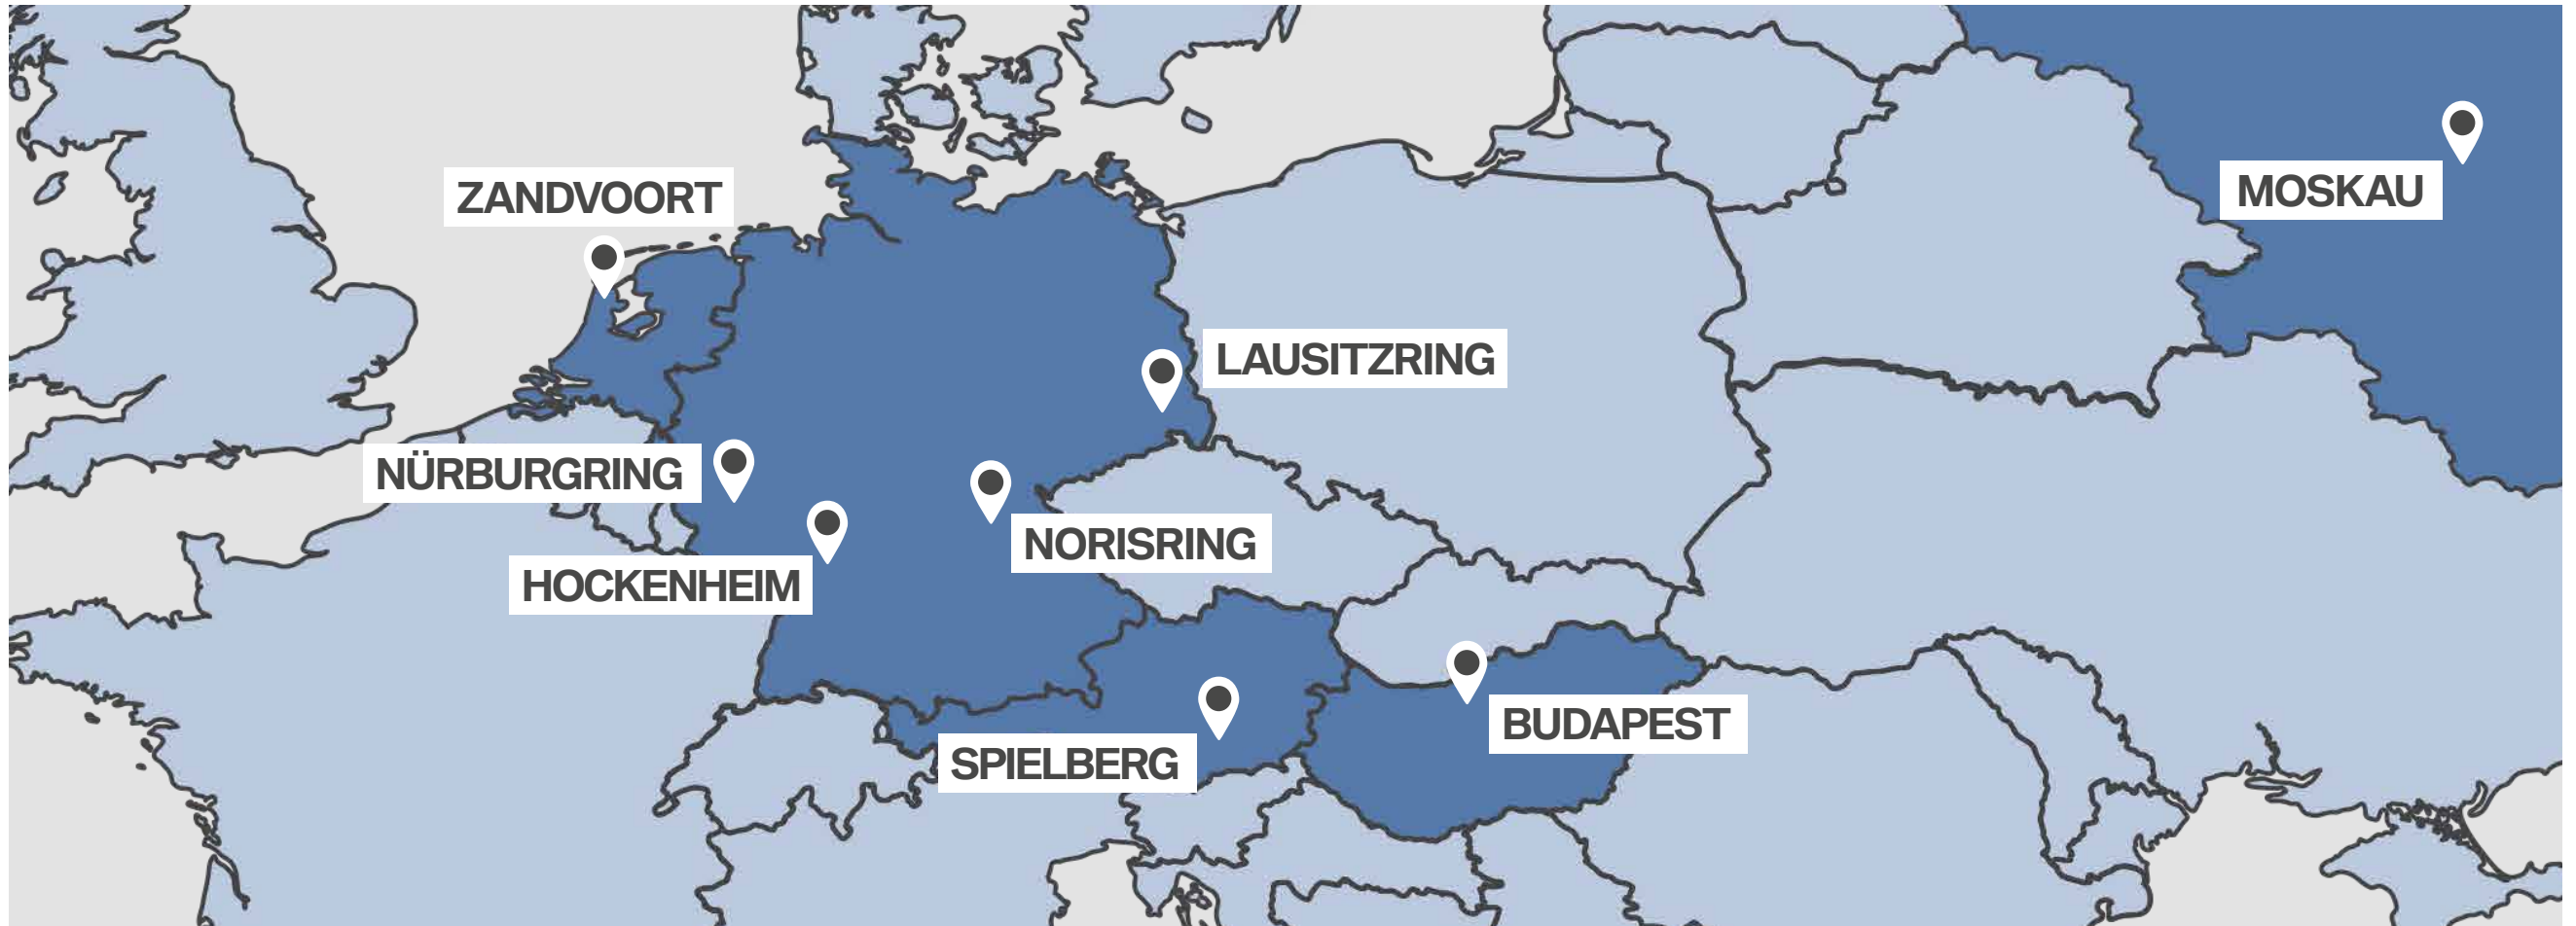 MOSKAU
ZANDVOORT
LAUSITZRING
NÜRBURGRING
NORISRING
HOCKENHEIM
BUDAPEST
SPIELBERG